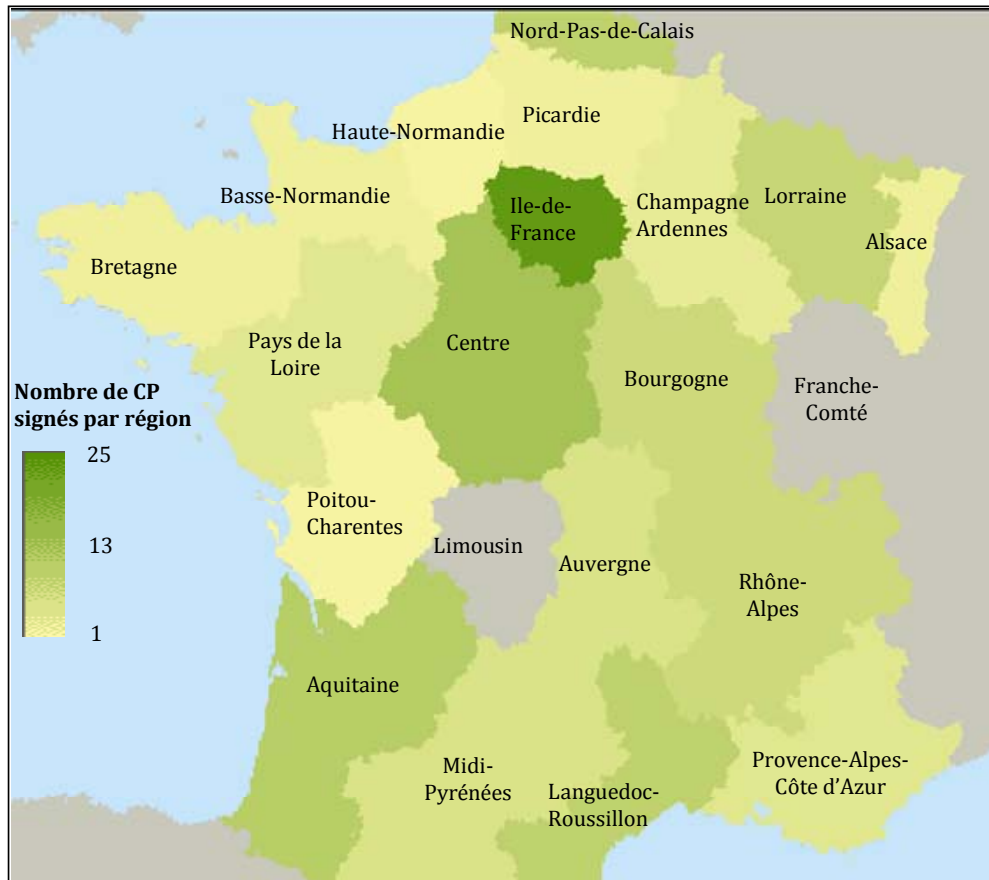 Nord-Pas-de-Calais
Picardie
Haute-Normandie
Basse-Normandie
Ile-de-
France
Champagne
Ardennes
Lorraine
Alsace
Bretagne
Pays de la
Loire
Centre
Bourgogne
Franche-
Comté
Nombre de CP
signés par région
25
13
1
Poitou-
Charentes
Limousin
Auvergne
Rhône-
Alpes
Aquitaine
Midi-
Pyrénées
Languedoc-
Roussillon
Provence-Alpes-
Côte d'Azur